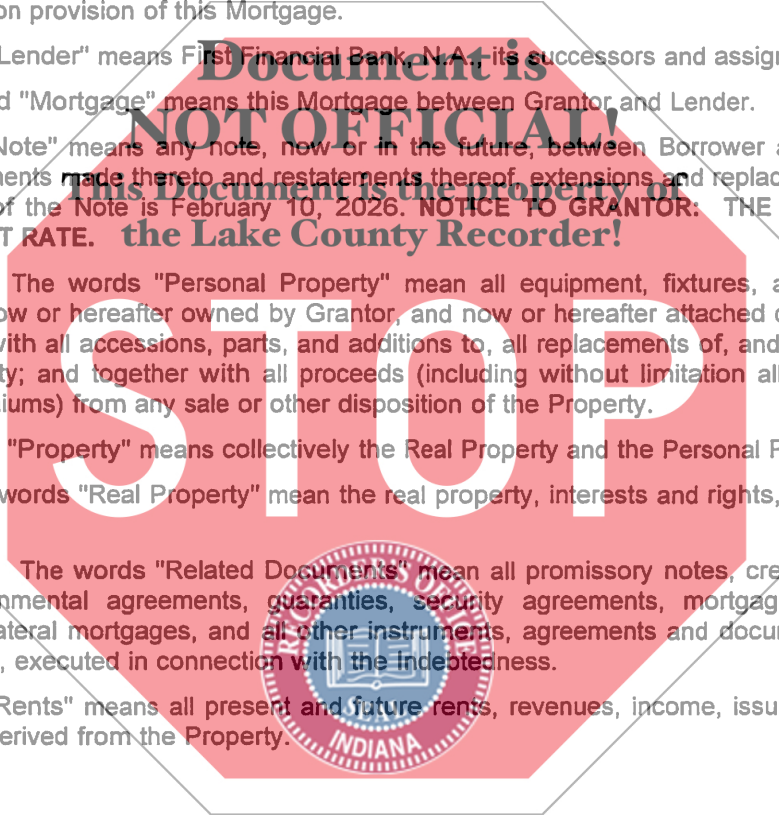 on provision of this Mortgage.
Lender" means First Financial Bank, N.A., its successors and assign
d "Mortgage" means this Mortgage between Grantor and Lender.
Note" means any note, now or in the future, between Borrower a
ments made thereto and restatements thereof, extensions and replac
of the Note is February 10, 2026. NOTICE TO GRANTOR: THE
T RATE.
Document is
NOT OFFICIAL!
This Document is the property of
the Lake County Recorder!
The words "Personal Property" mean all equipment, fixtures, a
ow or hereafter owned by Grantor, and now or hereafter attached o
with all accessions, parts, and additions to, all replacements of, and
ty; and together with all proceeds (including without limitation all
iums) from any sale or other disposition of the Property.
STOP
"Property" means collectively the Real Property and the Personal P
words "Real Property" mean the real property, interests and rights,
The words "Related Documents" mean all promissory notes, cre
nmental agreements, guaranties, security agreements, mortgag
ateral mortgages, and all other instruments, agreements and docum
, executed in connection with the Indebtedness.
Rents" means all present and future rents, revenues, income, issu
erived from the Property.
RECORDER'S OFFICE
SEAL
INDIANA